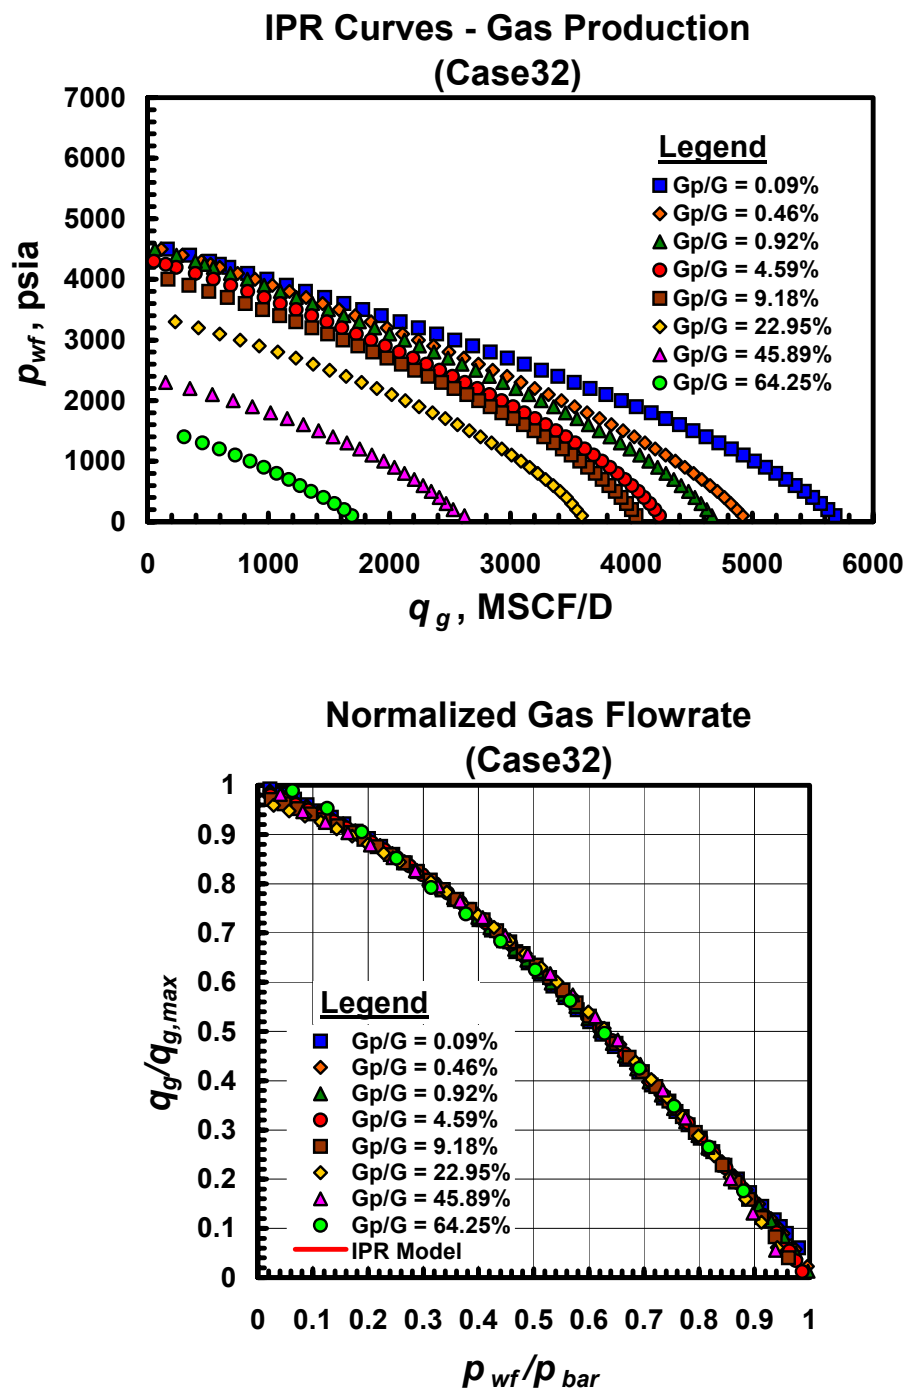 IPR Curves - Gas Production
(Case32)
7000
6000
5000
4000
3000
2000
1000
0
p wf , psia
Legend
Gp/G = 0.09%
Gp/G = 0.46%
Gp/G = 0.92%
Gp/G = 4.59%
Gp/G = 9.18%
Gp/G = 22.95%
Gp/G = 45.89%
Gp/G = 64.25%
0 1000 2000 3000 4000 5000 6000
q g , MSCF/D
Normalized Gas Flowrate
(Case32)
1
0.9
0.8
0.7
0.6
0.5
0.4
0.3
0.2
0.1
0
q g / q g,max
Legend
Gp/G = 0.09%
Gp/G = 0.46%
Gp/G = 0.92%
Gp/G = 4.59%
Gp/G = 9.18%
Gp/G = 22.95%
Gp/G = 45.89%
Gp/G = 64.25%
IPR Model
0 0.1 0.2 0.3 0.4 0.5 0.6 0.7 0.8 0.9 1
p wf / p bar